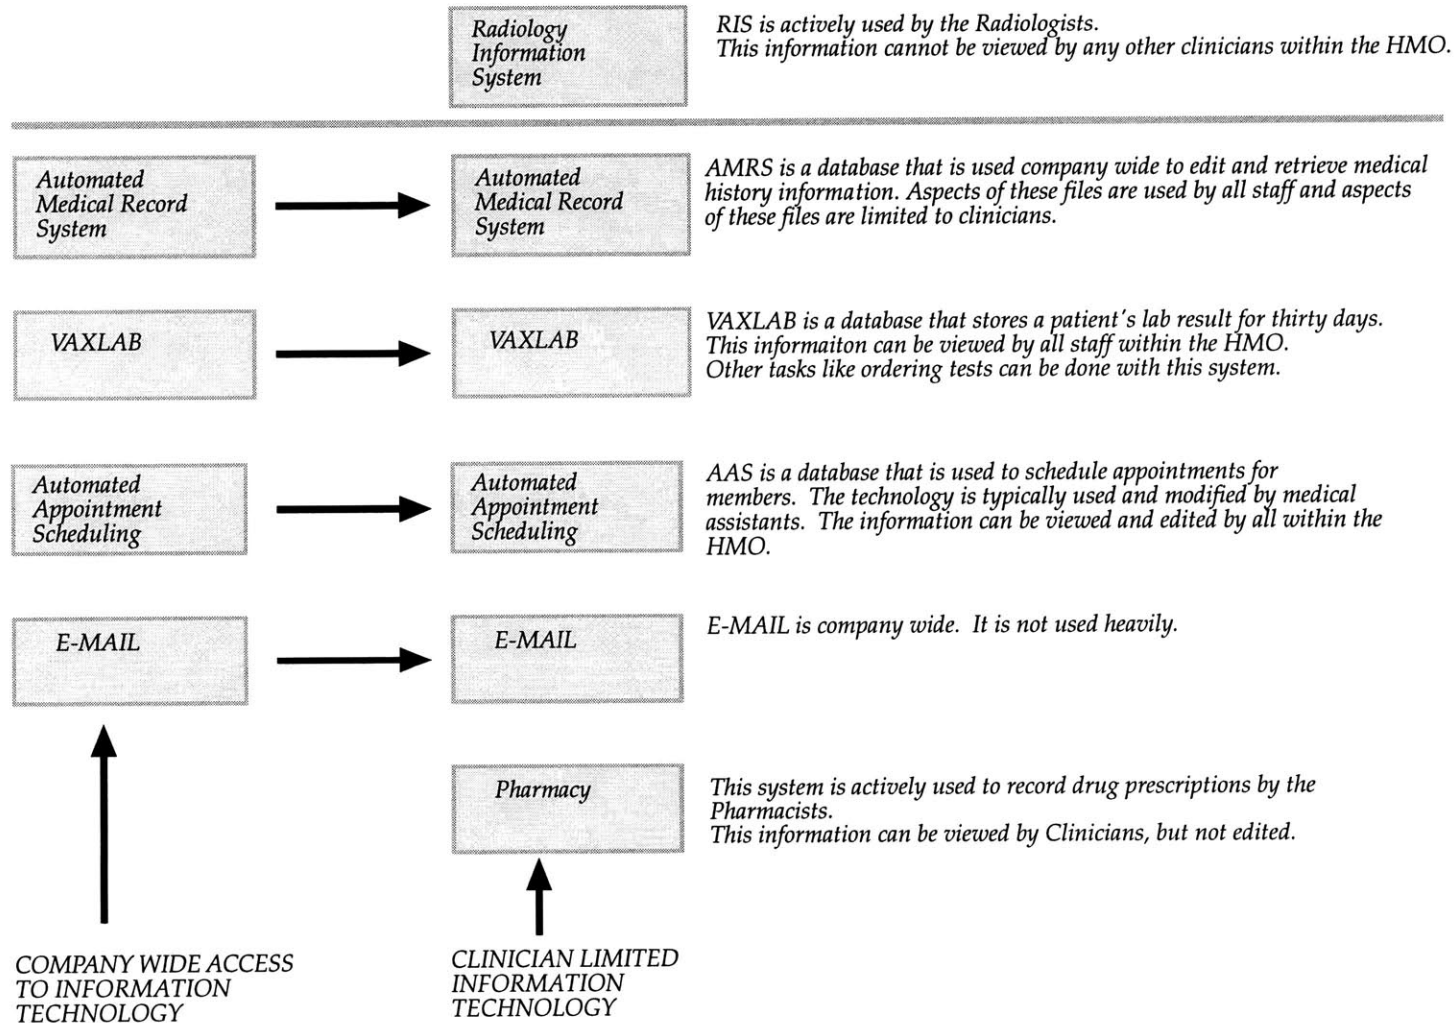 Radiology
Information
System
RIS is actively used by the Radiologists.
This information cannot be viewed by any other clinicians within the HMO.
Automated
Medical Record
System
Automated
Medical Record
System
AMRS is a database that is used company wide to edit and retrieve medical
history information. Aspects of these files are used by all staff and aspects
of these files are limited to clinicians.
VAXLAB
VAXLAB
VAXLAB is a database that stores a patient's lab result for thirty days.
This informaiton can be viewed by all staff within the HMO.
Other tasks like ordering tests can be done with this system.
Automated
Appointment
Scheduling
Automated
Appointment
Scheduling
AAS is a database that is used to schedule appointments for
members. The technology is typically used and modified by medical
assistants. The information can be viewed and edited by all within the
HMO.
E-MAIL
E-MAIL
E-MAIL is company wide. It is not used heavily.
Pharmacy
This system is actively used to record drug prescriptions by the
Pharmacists.
This information can be viewed by Clinicians, but not edited.
COMPANY WIDE ACCESS
TO INFORMATION
TECHNOLOGY
CLINICIAN LIMITED
INFORMATION
TECHNOLOGY